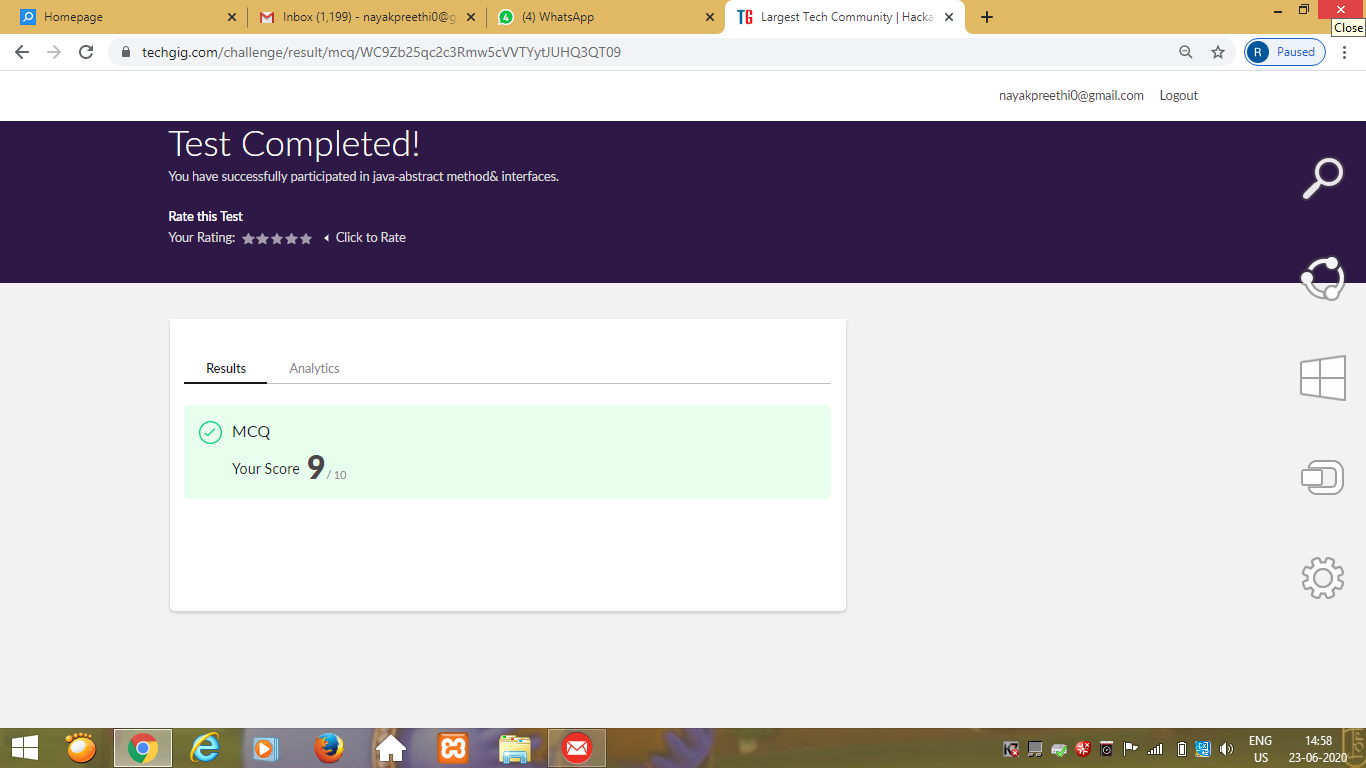 Homepage
Inbox (1,199) - nayakpreethi0@g
4
(4) WhatsApp
TG
Largest Tech Community | Hacka
Close
techgig.com/challenge/result/mcq/WC9Zb25qc2c3Rmw5cVVTYytJUHQ3QT09
R
Paused
nayakpreethi0@gmail.com Logout
Test Completed!
You have successfully participated in java-abstract method& interfaces.
Rate this Test
Your Rating:
Click to Rate
Results Analytics
MCQ
Your Score 9 / 10
ENG
US
14:58
23-06-2020